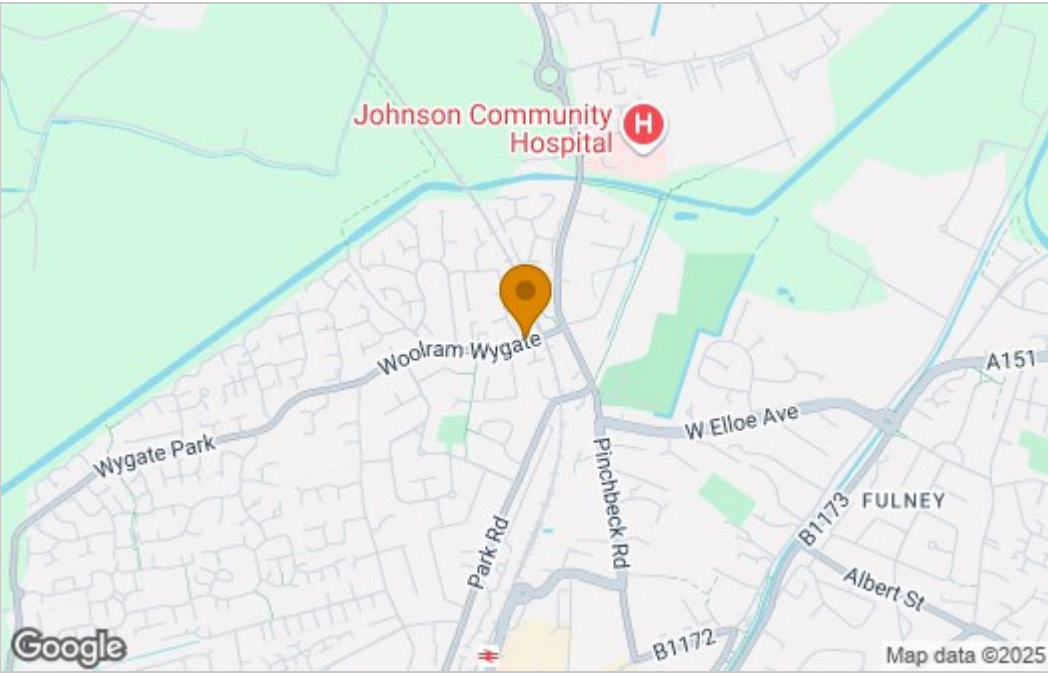 Johnson Community
Hospital
H
Woolram Wygate
A151
W Elloe Ave
Wygate Park
Pinchbeck Rd
FULNEY
B1173
Park Rd
Albert St
B1172
Google
Map data ©2025